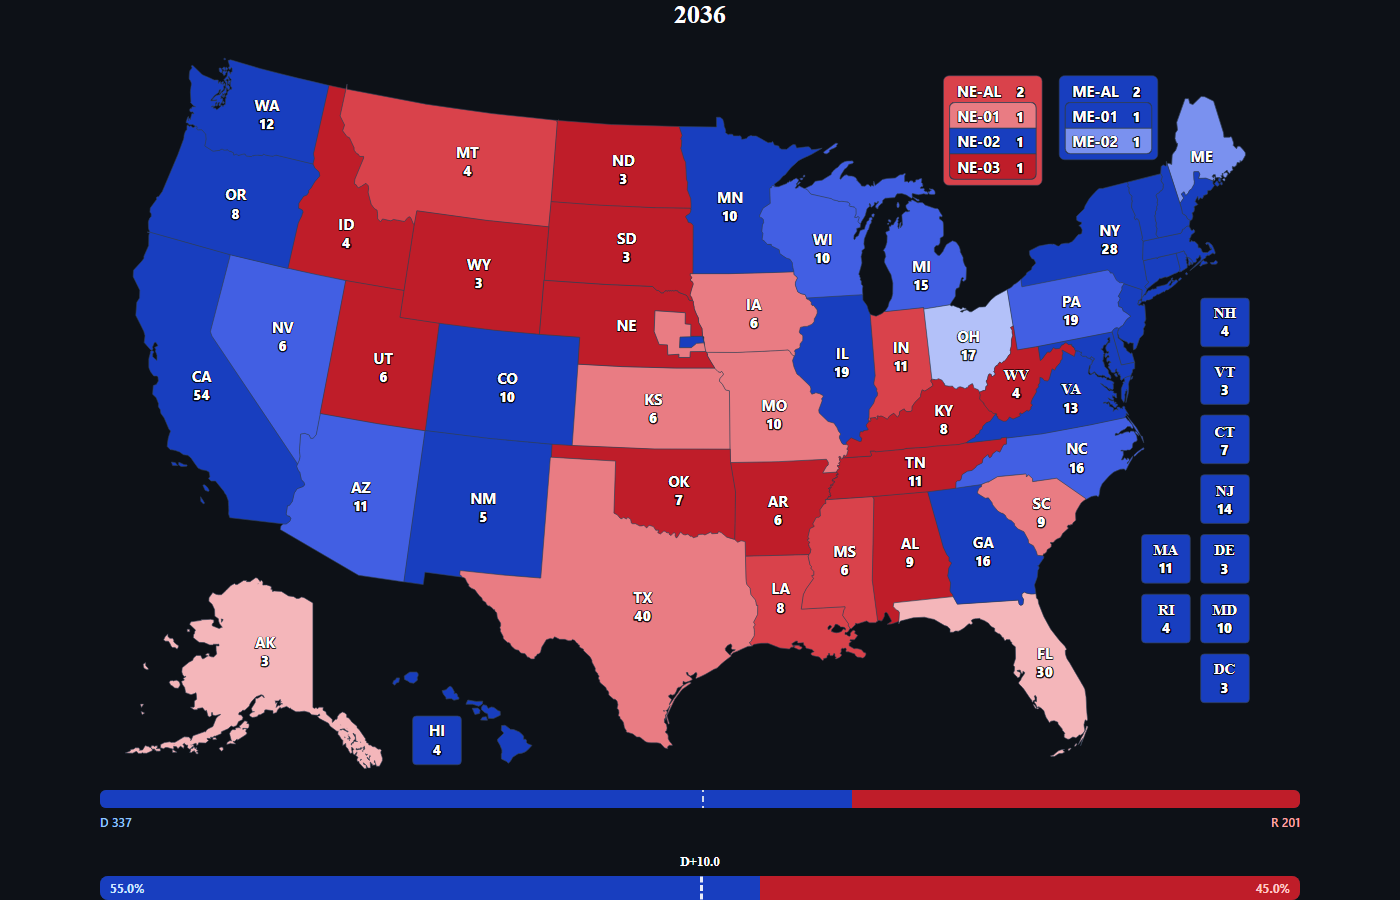 2036
WA
12
OR
8
CA
54
NV
6
ID
4
MT
4
WY
3
UT
6
AZ
11
CO
10
NM
5
ND
3
SD
3
NE
KS
6
OK
7
TX
40
MN
10
IA
6
MO
10
AR
6
LA
8
WI
10
IL
19
MS
6
MI
15
IN
11
KY
8
TN
11
AL
9
OH
17
WV
4
GA
16
FL
30
SC
9
NC
16
VA
13
PA
19
NY
28
ME
AK
3
HI
4
NE-AL 2
NE-01 1
NE-02 1
NE-03 1
ME-AL 2
ME-01 1
ME-02 1
NH
4
VT
3
CT
7
NJ
14
MA
11
DE
3
RI
4
MD
10
DC
3
D 337
R 201
D+10.0
55.0%
45.0%